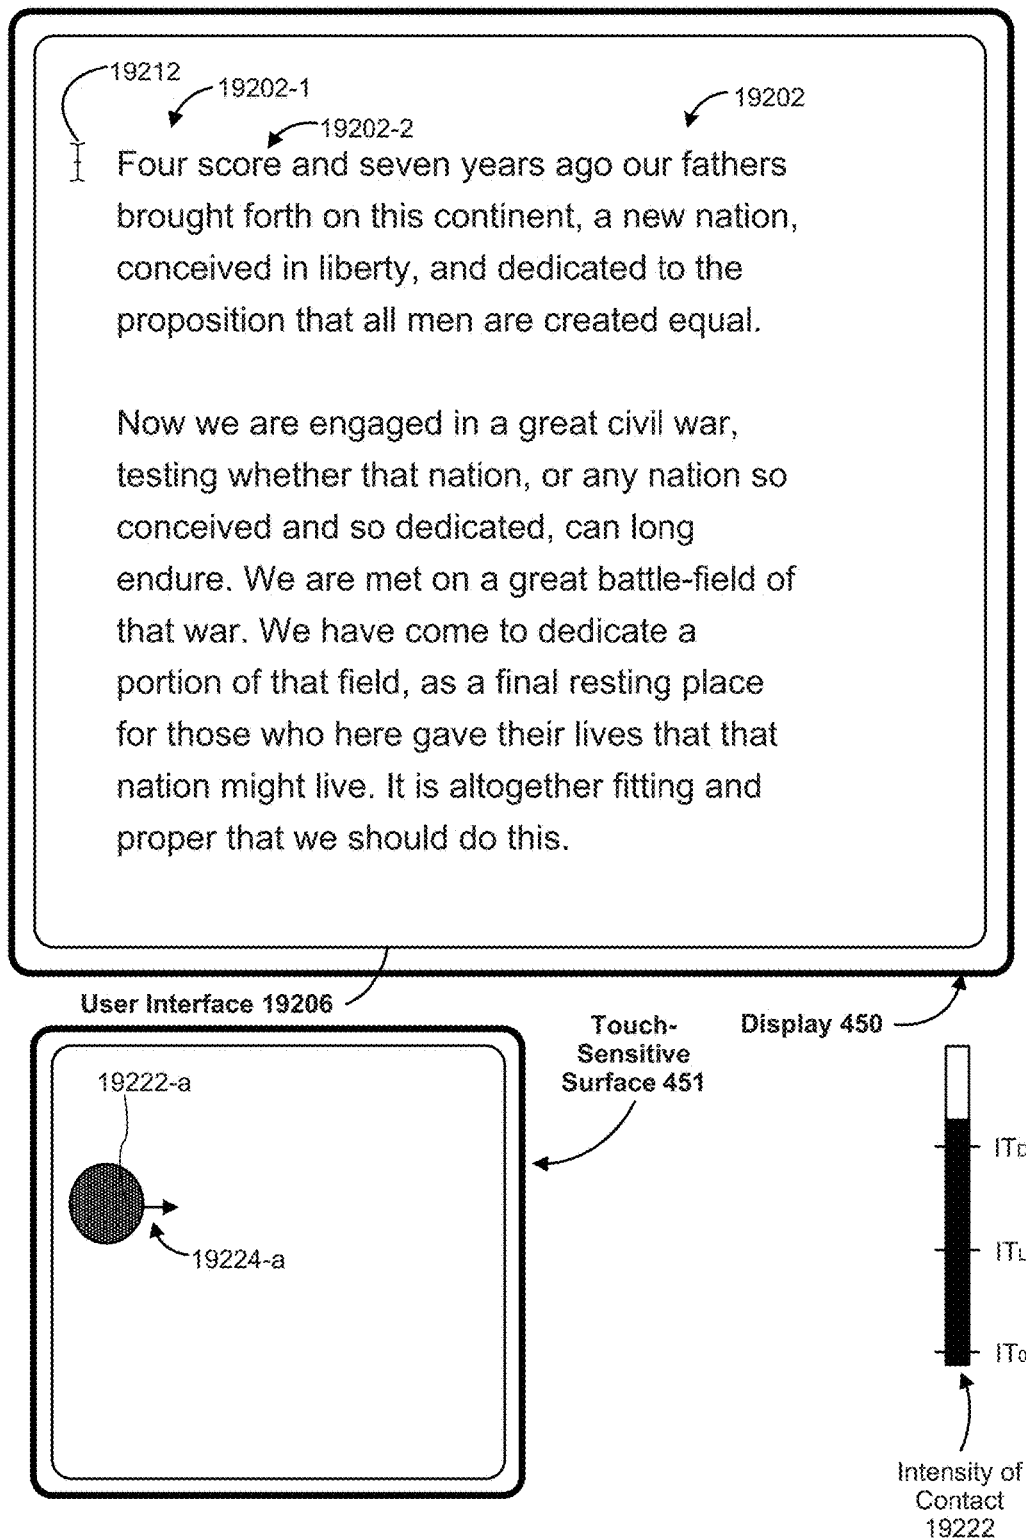 19212
19202-1
19202
19202-2
Four score and seven years ago our fathers
brought forth on this continent, a new nation,
conceived in liberty, and dedicated to the
proposition that all men are created equal.
Now we are engaged in a great civil war,
testing whether that nation, or any nation so
conceived and so dedicated, can long
endure. We are met on a great battle-field of
that war. We have come to dedicate a
portion of that field, as a final resting place
for those who here gave their lives that that
nation might live. It is altogether fitting and
proper that we should do this.
User Interface 19206
Touch-
Sensitive
Surface 451
Display 450
19222-a
19224-a
ITD
ITL
IT0
Intensity of
Contact
19222